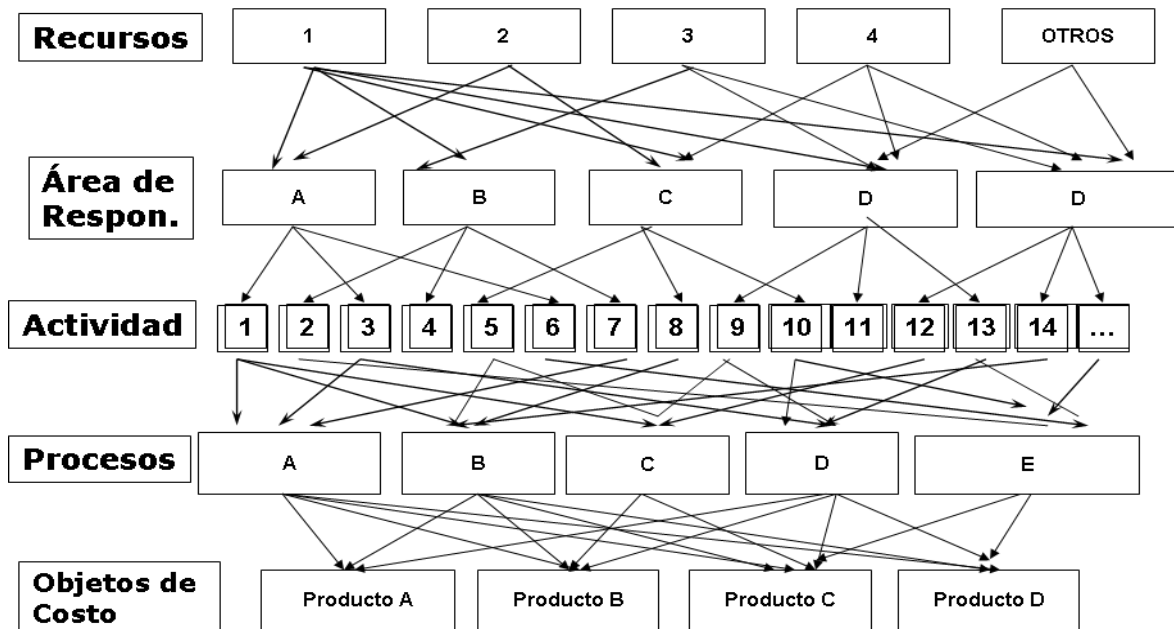 Recursos
1
2
3
4
OTROS
Área de
Respon.
A
B
C
D
D
Actividad
1
2
3
4
5
6
7
8
9
10
11
12
13
14
...
Procesos
A
B
C
D
E
Objetos de
Costo
Producto A
Producto B
Producto C
Producto D